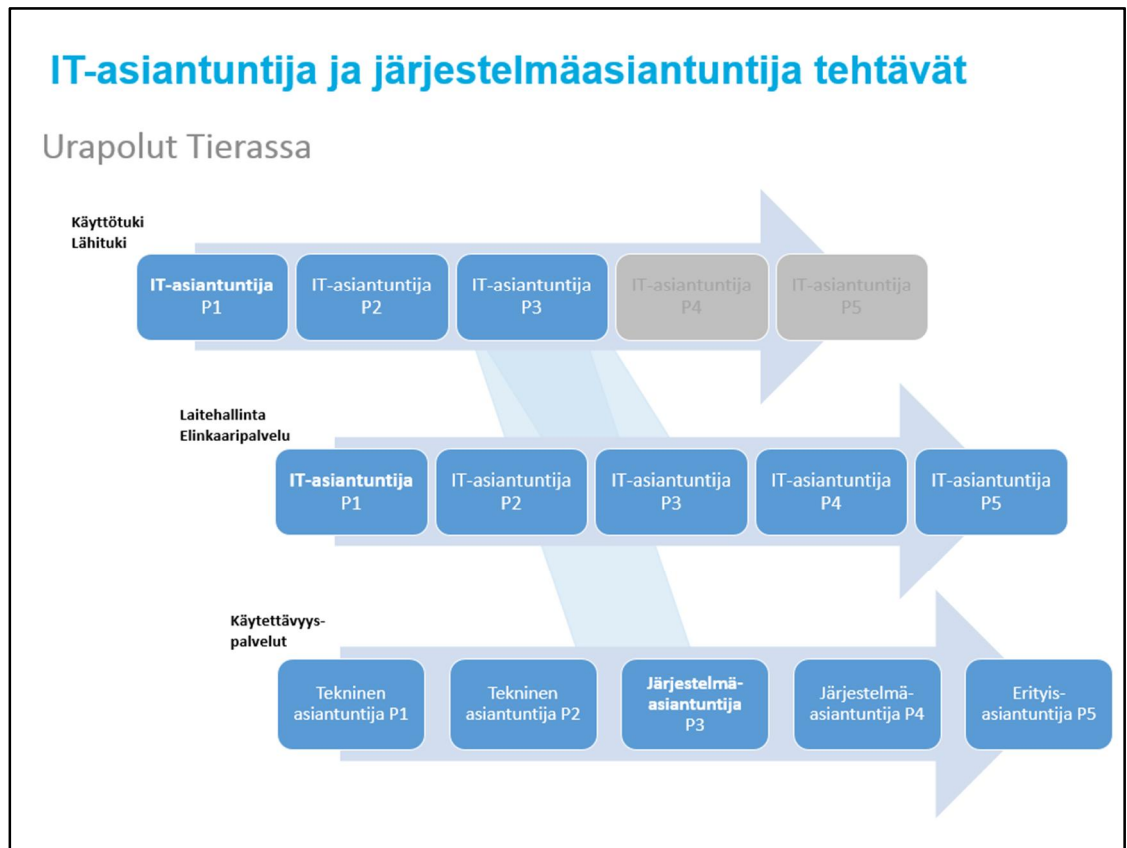 IT-asiantuntija ja järjestelmäasiantuntija tehtävät
Urapolut Tierassa
Käyttötuki
Lähituki
IT-asiantuntija
P1
IT-asiantuntija
P2
IT-asiantuntija
P3
IT-asiantuntija
P4
IT-asiantuntija
P5
Laitehallinta
Elinkaaripalvelu
IT-asiantuntija
P1
IT-asiantuntija
P2
IT-asiantuntija
P3
IT-asiantuntija
P4
IT-asiantuntija
P5
Käytettävyys-
palvelut
Tekninen
asiantuntija P1
Tekninen
asiantuntija P2
Järjestelmä-
asiantuntija
P3
Järjestelmä-
asiantuntija P4
Erityis-
asiantuntija P5